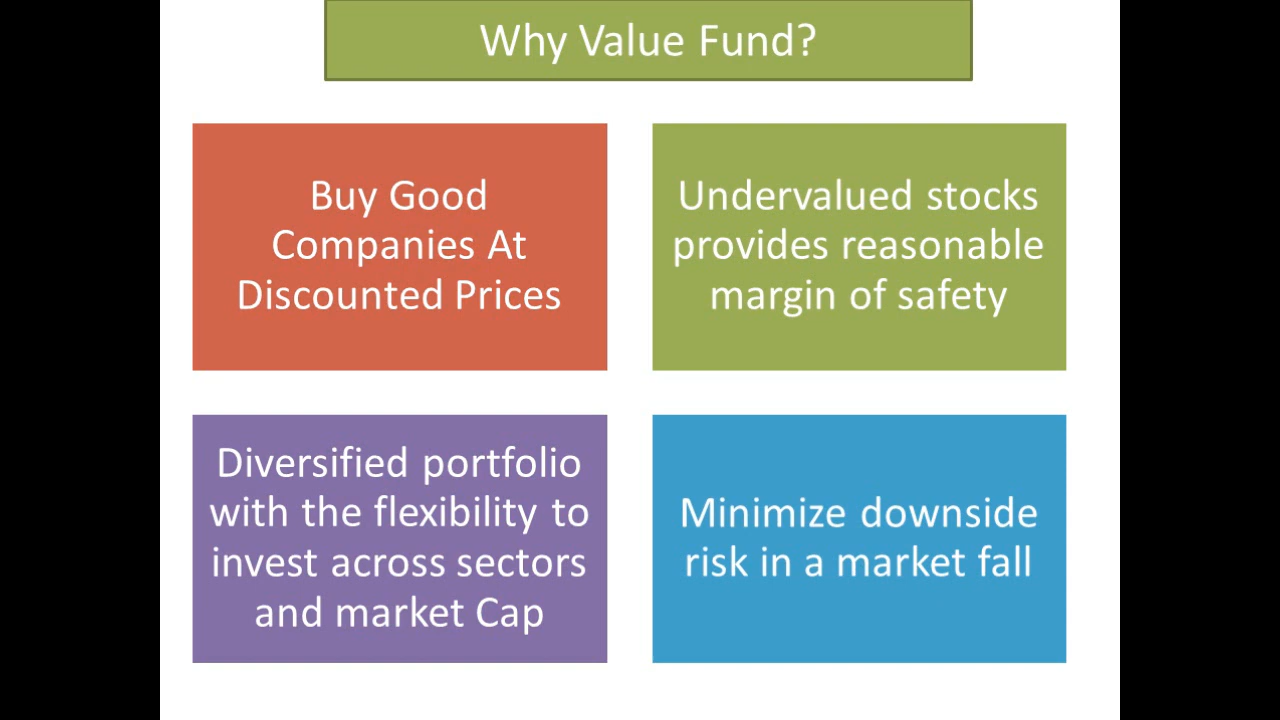 Why Value Fund?
Buy Good
Companies At
Discounted Prices
Undervalued stocks
provides reasonable
margin of safety
Diversified portfolio
with the flexibility to
invest across sectors
and market Cap
Minimize downside
risk in a market fall